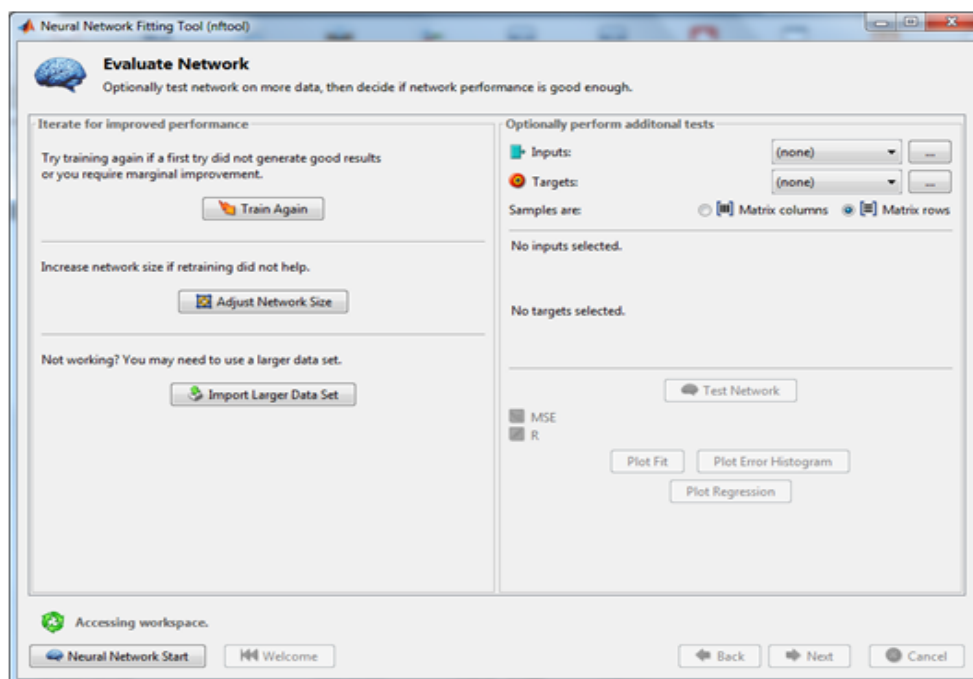 Neural Network Fitting Tool (nftool)
Evaluate Network
Optionally test network on more data, then decide if network performance is good enough.
Iterate for improved performance
Try training again if a first try did not generate good results
or you require marginal improvement.
Train Again
Increase network size if retraining did not help.
Adjust Network Size
Not working? You may need to use a larger data set.
Import Larger Data Set
Optionally perform additonal tests
Inputs: (none) ...
Targets: (none) ...
Samples are: Matrix columns Matrix rows
No inputs selected.
No targets selected.
Test Network
MSE
R
Plot Fit Plot Error Histogram
Plot Regression
Accessing workspace.
Neural Network Start Welcome Back Next Cancel